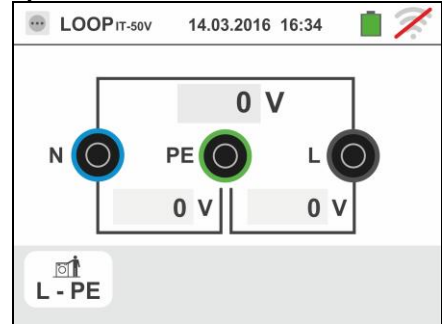 LOOP IT-50V 14.03.2016 16:34
0 V
N PE L
0 V 0 V
L - PE